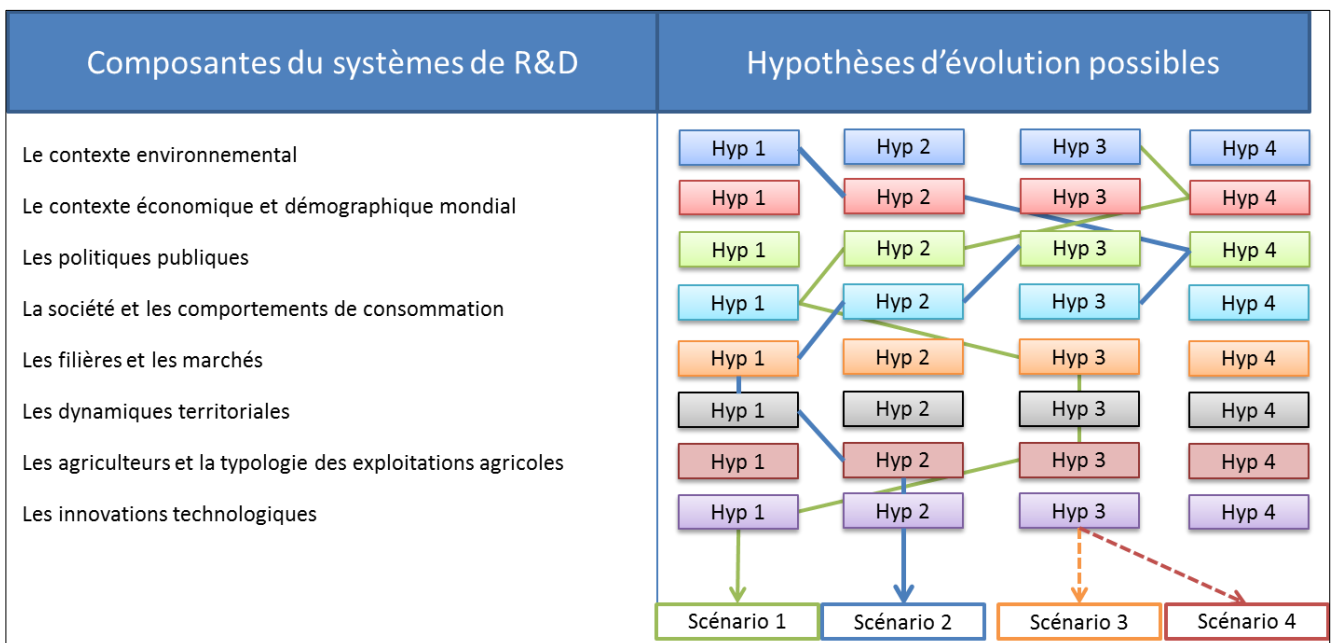 Composantes du systèmes de R&D
Hypothèses d'évolution possibles
Le contexte environnemental
Hyp 1 Hyp 2 Hyp 3 Hyp 4
Le contexte économique et démographique mondial
Hyp 1 Hyp 2 Hyp 3 Hyp 4
Les politiques publiques
Hyp 1 Hyp 2 Hyp 3 Hyp 4
La société et les comportements de consommation
Hyp 1 Hyp 2 Hyp 3 Hyp 4
Les filières et les marchés
Hyp 1 Hyp 2 Hyp 3 Hyp 4
Les dynamiques territoriales
Hyp 1 Hyp 2 Hyp 3 Hyp 4
Les agriculteurs et la typologie des exploitations agricoles
Hyp 1 Hyp 2 Hyp 3 Hyp 4
Les innovations technologiques
Hyp 1 Hyp 2 Hyp 3 Hyp 4
Scénario 1 Scénario 2 Scénario 3 Scénario 4